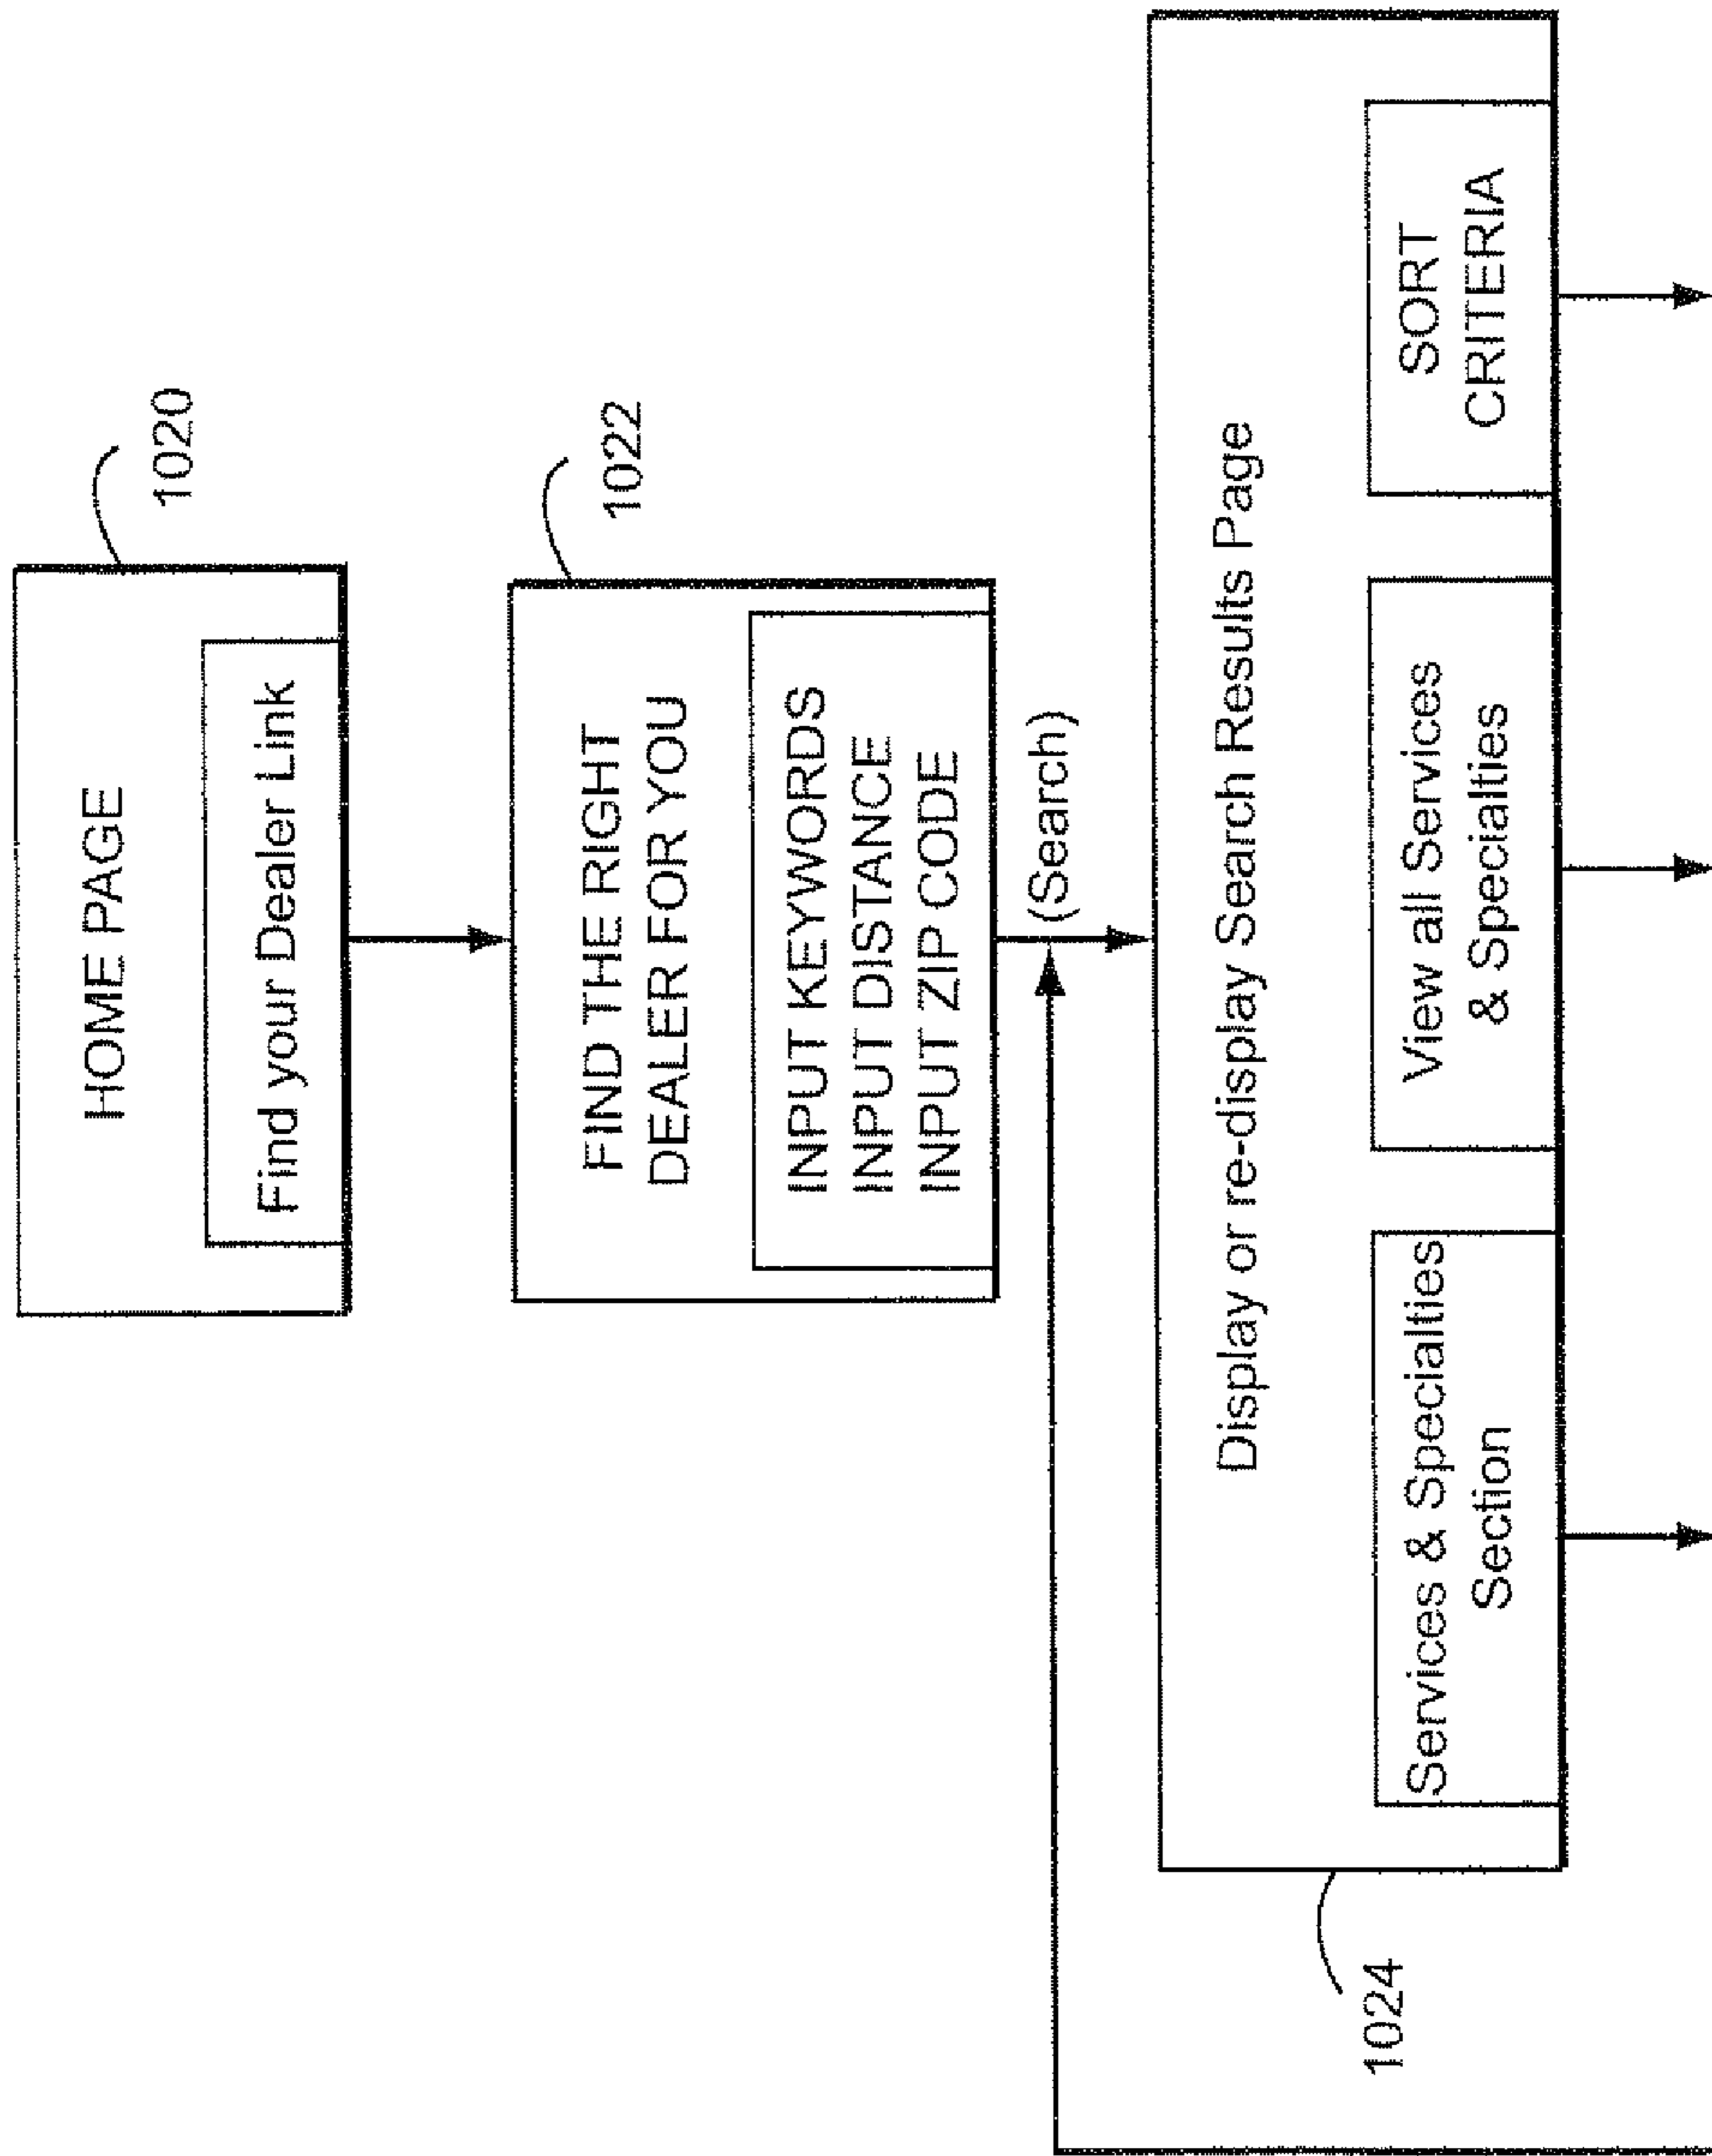 HOME PAGE
Find your Dealer Link
1020
FIND THE RIGHT
DEALER FOR YOU
INPUT KEYWORDS
INPUT DISTANCE
INPUT ZIP CODE
1022
(Search)
Display or re-display Search Results Page
Services & Specialties
Section
View all Services
& Specialties
SORT
CRITERIA
1024